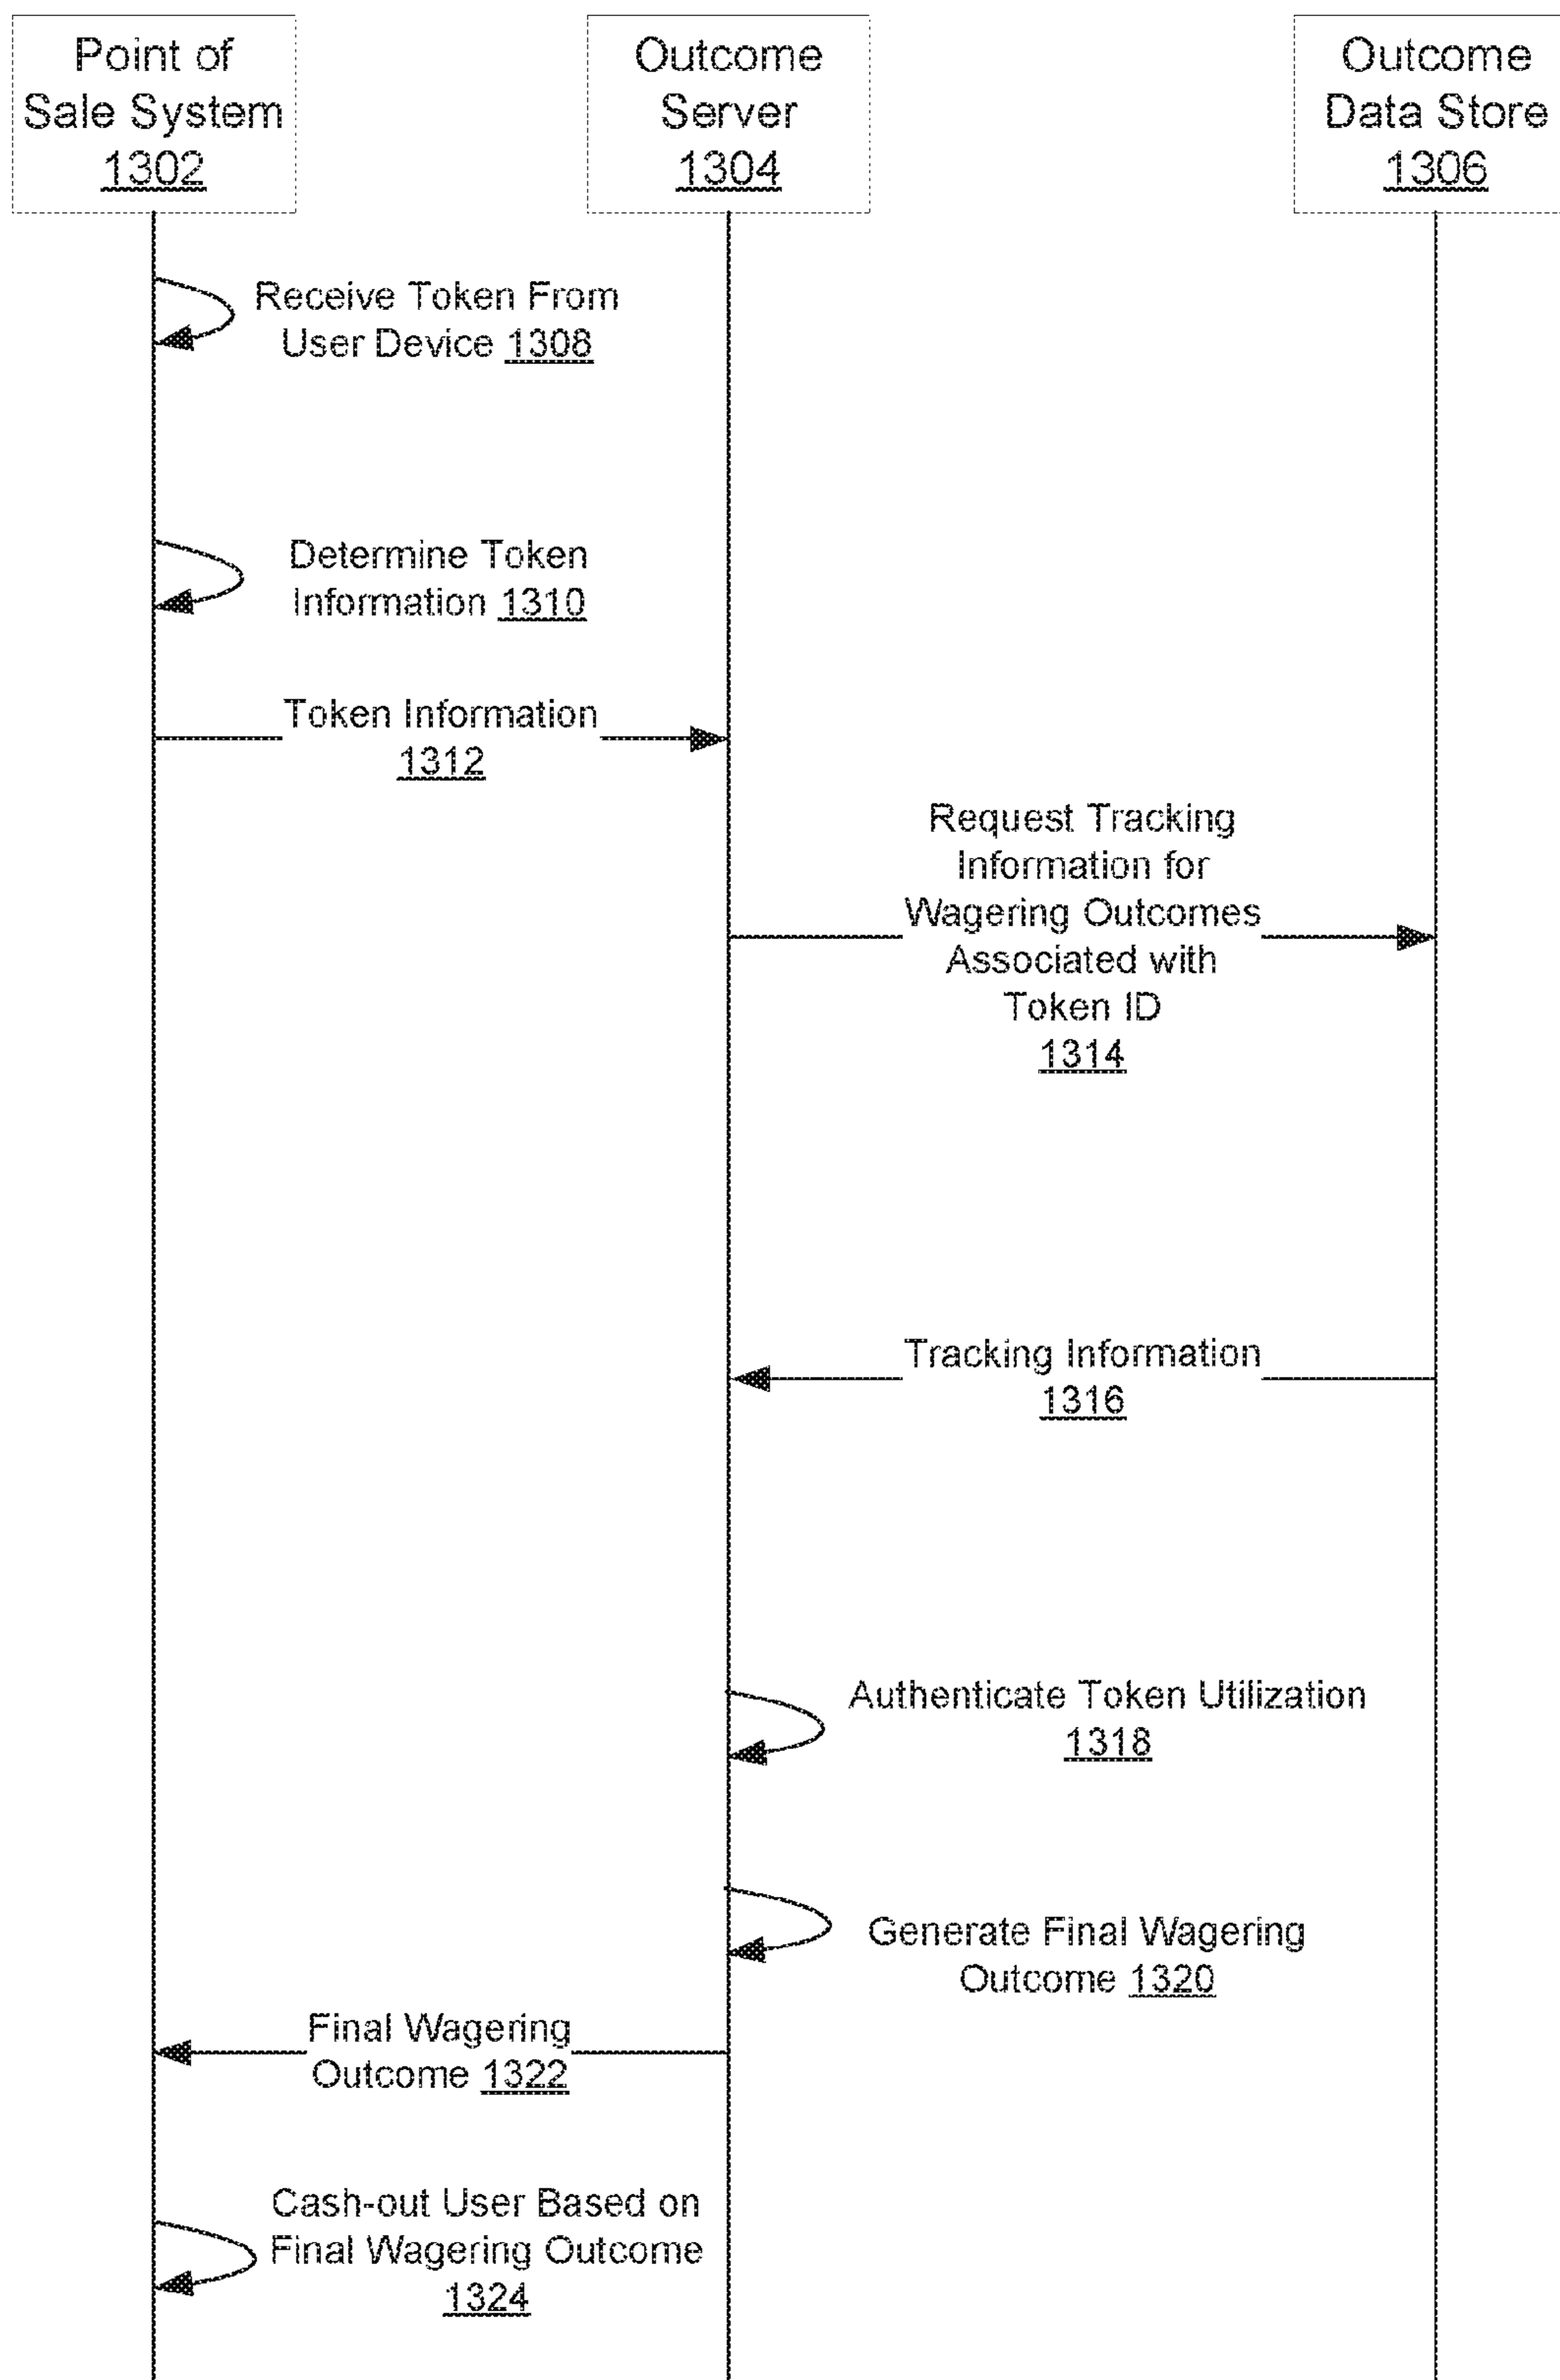 Point of
Sale System
1302
Outcome
Server
1304
Outcome
Data Store
1306
Receive Token From
User Device 1308
Determine Token
Information 1310
Token Information
1312
Request Tracking
Information for
Wagering Outcomes
Associated with
Token ID
1314
Tracking Information
1316
Authenticate Token Utilization
1318
Generate Final Wagering
Outcome 1320
Final Wagering
Outcome 1322
Cash-out User Based on
Final Wagering Outcome
1324